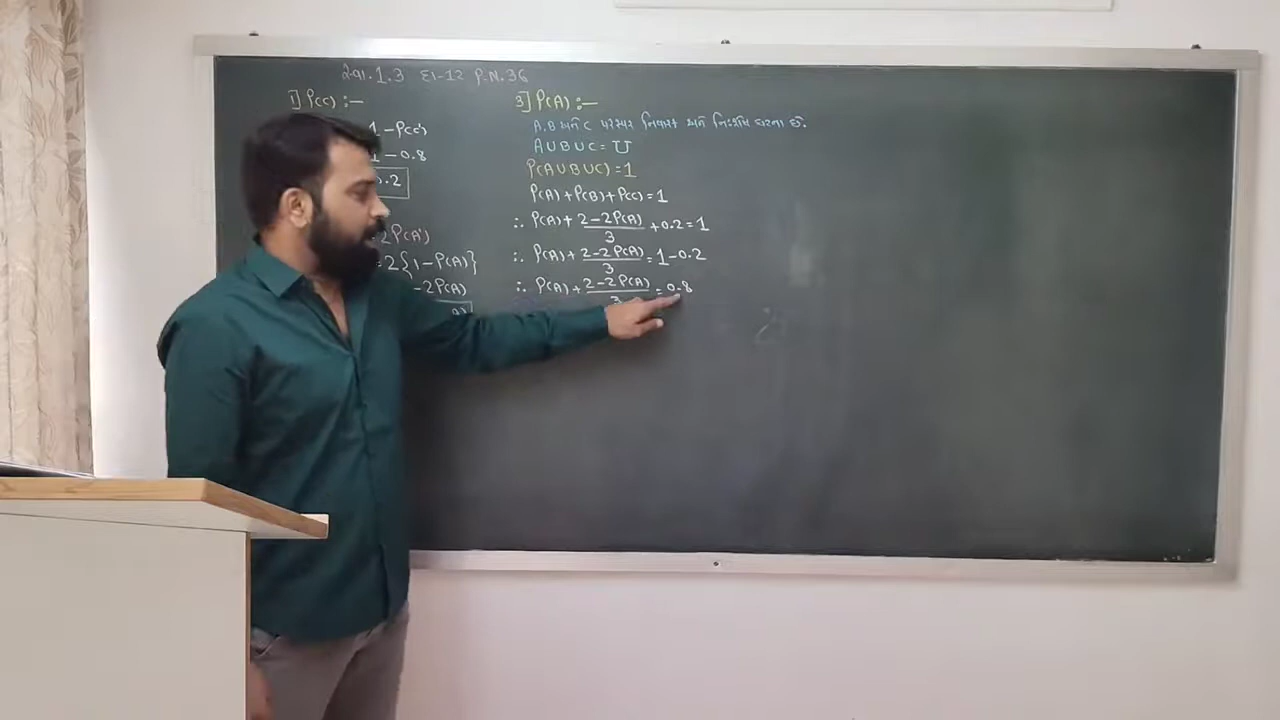 સ્વા.1.3 દા-12 P.N.36
1] P(C) :—
1 - P(C')
1 - 0.8
0.2
2P(A')
=2{1-P(A)}
-2P(A)
3] P(A) :—
A,B અને C પરસ્પર નિવારક અને નિઃશેષ ઘટના છે.
A U B U C = U
P(A U B U C) = 1
P(A)+P(B)+P(C)=1
∴ P(A)+ 2-2P(A)/3 +0.2=1
∴ P(A)+ 2-2P(A)/3 =1-0.2
∴ P(A)+ 2-2P(A)/3 =0.8